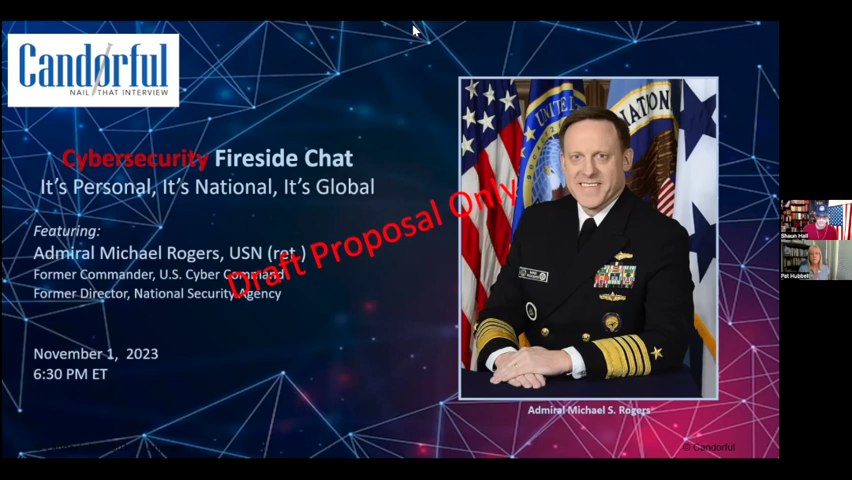 Candorful
NAIL THAT INTERVIEW
Cybersecurity Fireside Chat
It's Personal, It's National, It's Global
Featuring:
Admiral Michael Rogers, USN (ret.)
Former Commander, U.S. Cyber Command
Former Director, National Security Agency
Draft Proposal Only
November 1, 2023
6:30 PM ET
UNITED
NATION
Admiral Michael S. Rogers
© Candorful
Shaun Hall
Pat Hubbell